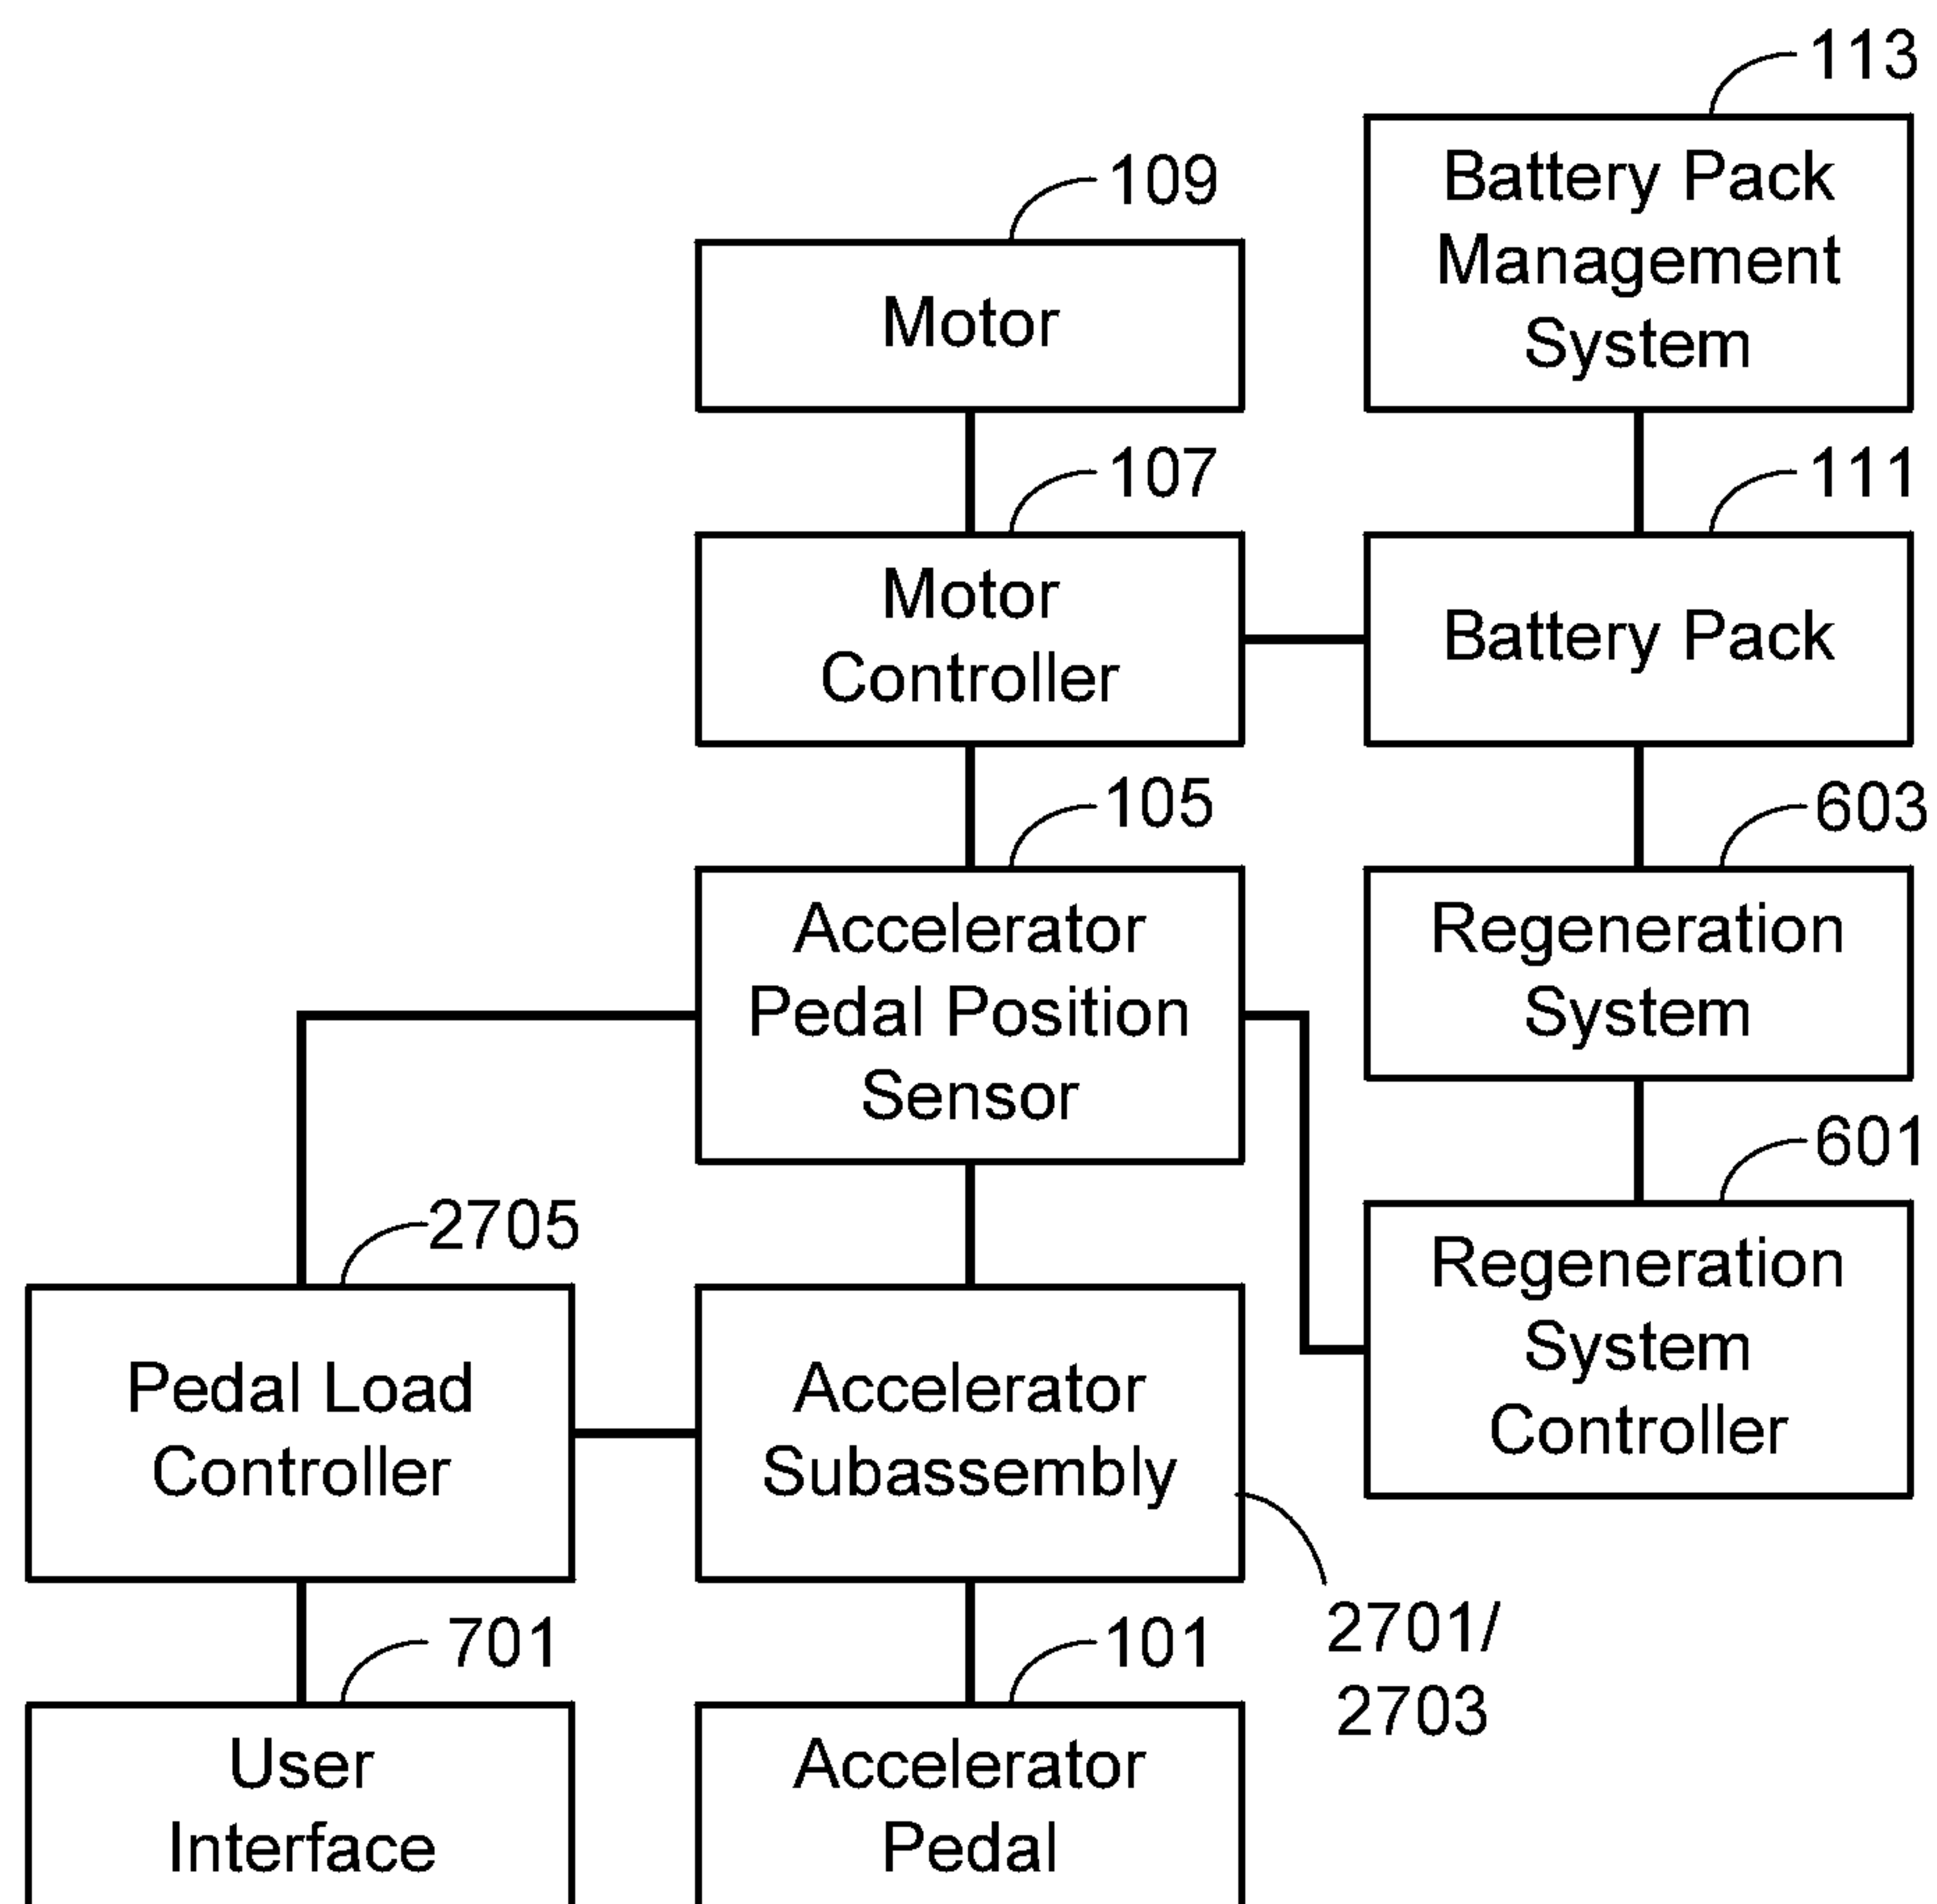 113
Battery Pack
Management
System
109
Motor
107
Motor
Controller
111
Battery Pack
105
Accelerator
Pedal Position
Sensor
603
Regeneration
System
601
Regeneration
System
Controller
2705
Pedal Load
Controller
Accelerator
Subassembly
2701/
2703
701
User
Interface
101
Accelerator
Pedal